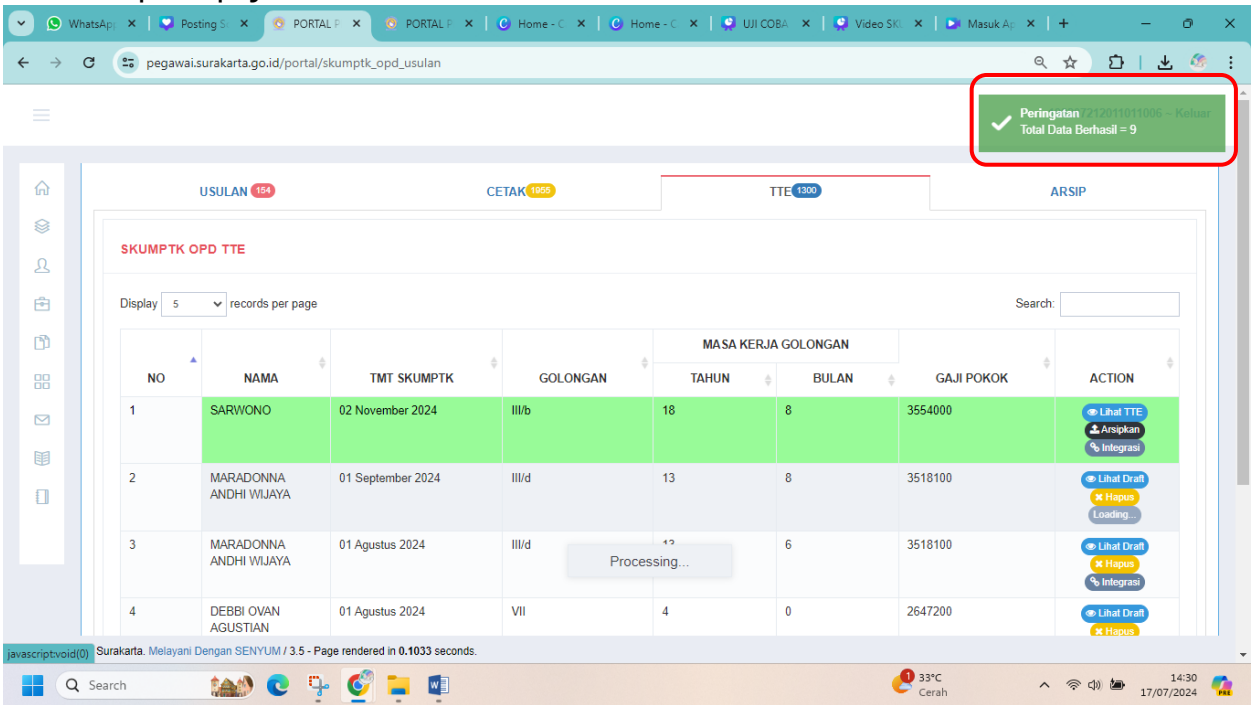 WhatsApp
Posting S
PORTAL P
PORTAL P
Home - C
Home - C
UJI COBA
Video SKU
Masuk Ap
pegawai.surakarta.go.id/portal/skumptk_opd_usulan
Peringatan 7212011011006 – Keluar
Total Data Berhasil = 9
USULAN 154
CETAK 1905
TTE 1300
ARSIP
SKUMPTK OPD TTE
Display 5 records per page
Search:
MASA KERJA GOLONGAN
NO NAMA TMT SKUMPTK GOLONGAN TAHUN BULAN GAJI POKOK ACTION
1 SARWONO 02 November 2024 III/b 18 8 3554000 Lihat TTE
Arsipkan
Integrasi
2 MARADONNA 01 September 2024 III/d 13 8 3518100 Lihat Draft
ANDHI WIJAYA Hapus
Loading...
3 MARADONNA 01 Agustus 2024 III/d 6 3518100 Lihat Draft
ANDHI WIJAYA Hapus
Processing...
Integrasi
4 DEBBI OVAN 01 Agustus 2024 VII 4 0 2647200 Lihat Draft
AGUSTIAN Hapus
javascript:void(0) Surakarta. Melayani Dengan SENYUM / 3.5 - Page rendered in 0.1033 seconds.
Search
1
33°C
Cerah
14:30
17/07/2024
PRE